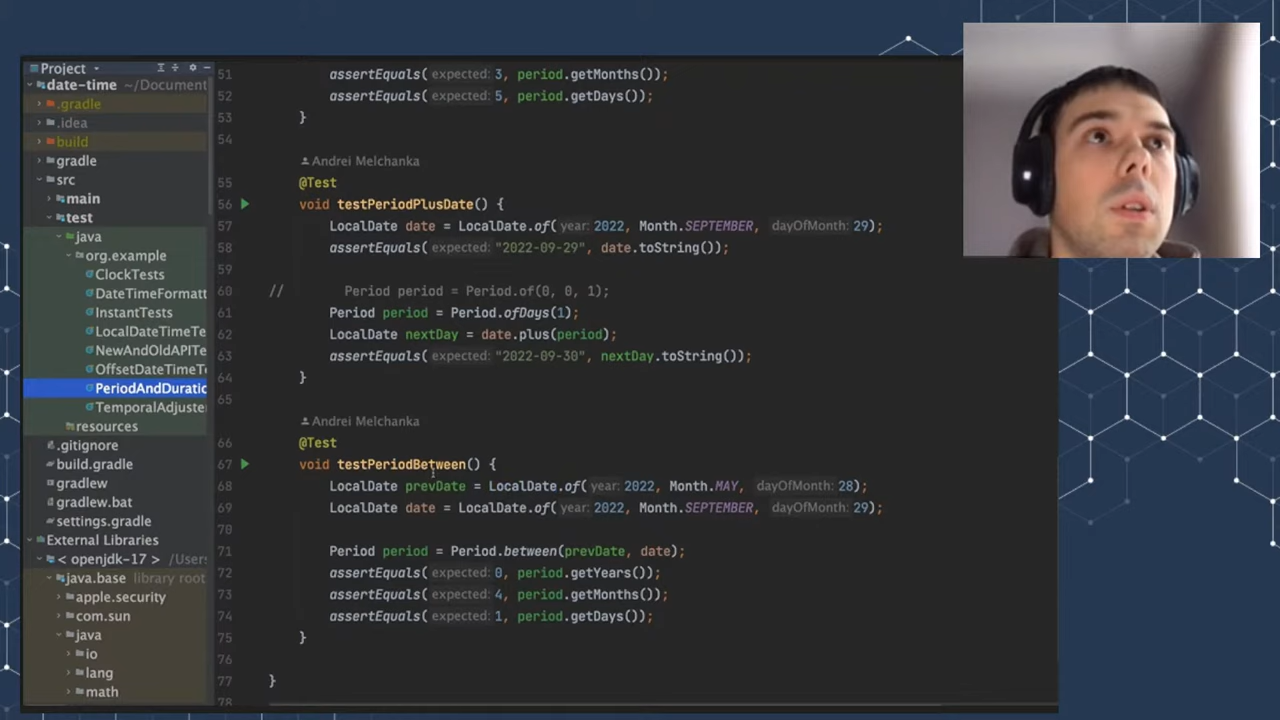 Project
date-time ~/Document
.gradle
.idea
build
gradle
src
main
test
java
org.example
ClockTests
DateTimeFormatt
InstantTests
LocalDateTimeTe
NewAndOldAPITe
OffsetDateTimeT
PeriodAndDuratio
TemporalAdjuster
resources
.gitignore
build.gradle
gradlew
gradlew.bat
settings.gradle
External Libraries
< openjdk-17 > /Users
java.base library root
apple.security
com.sun
java
io
lang
math
51 assertEquals( expected: 3, period.getMonths());
52 assertEquals( expected: 5, period.getDays());
53 }
54
Andrei Melchanka
55 @Test
56 void testPeriodPlusDate() {
57 LocalDate date = LocalDate.of( year: 2022, Month.SEPTEMBER, dayOfMonth: 29);
58 assertEquals( expected: "2022-09-29", date.toString());
59
60 // Period period = Period.of(0, 0, 1);
61 Period period = Period.ofDays(1);
62 LocalDate nextDay = date.plus(period);
63 assertEquals( expected: "2022-09-30", nextDay.toString());
64 }
65
Andrei Melchanka
66 @Test
67 void testPeriodBetween() {
68 LocalDate prevDate = LocalDate.of( year: 2022, Month.MAY, dayOfMonth: 28);
69 LocalDate date = LocalDate.of( year: 2022, Month.SEPTEMBER, dayOfMonth: 29);
70
71 Period period = Period.between(prevDate, date);
72 assertEquals( expected: 0, period.getYears());
73 assertEquals( expected: 4, period.getMonths());
74 assertEquals( expected: 1, period.getDays());
75 }
76
77 }
78